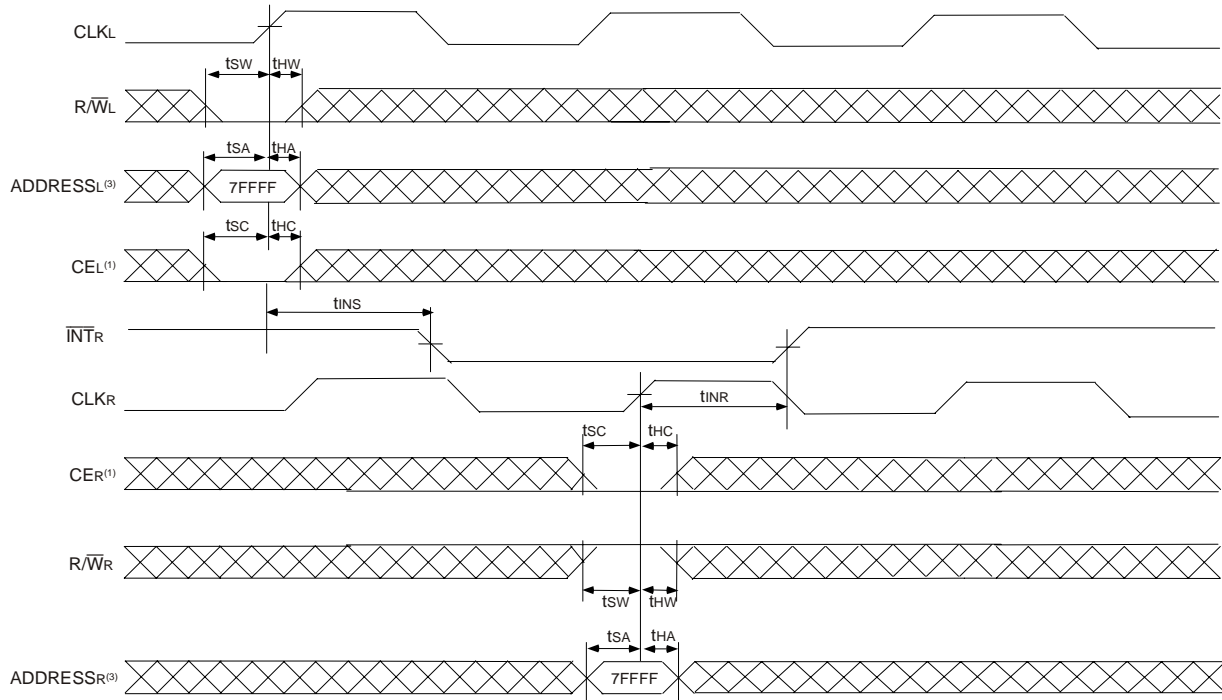 CLKL
tSW tHW
R/W̅L
tSA tHA
ADDRESSL(3) 7FFFF
tSC tHC
CEL(1)
tINS
I̅N̅T̅R
CLKR
tINR
tSC tHC
CER(1)
R/W̅R
tSW tHW
tSA tHA
ADDRESSR(3) 7FFFF